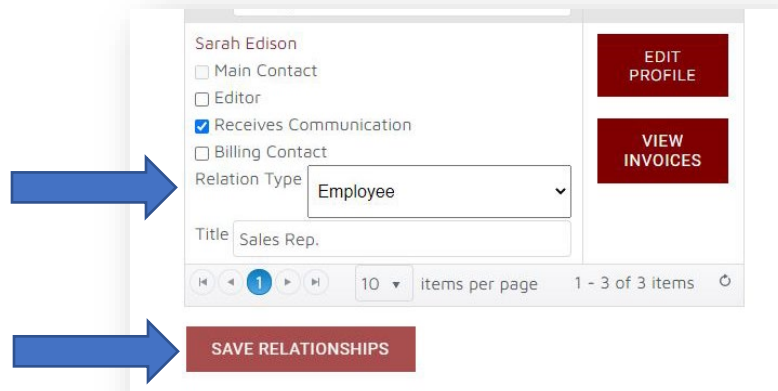 Sarah Edison
Main Contact
Editor
Receives Communication
Billing Contact
Relation Type Employee
Title Sales Rep.
EDIT
PROFILE
VIEW
INVOICES
1 10 items per page 1 - 3 of 3 items
SAVE RELATIONSHIPS